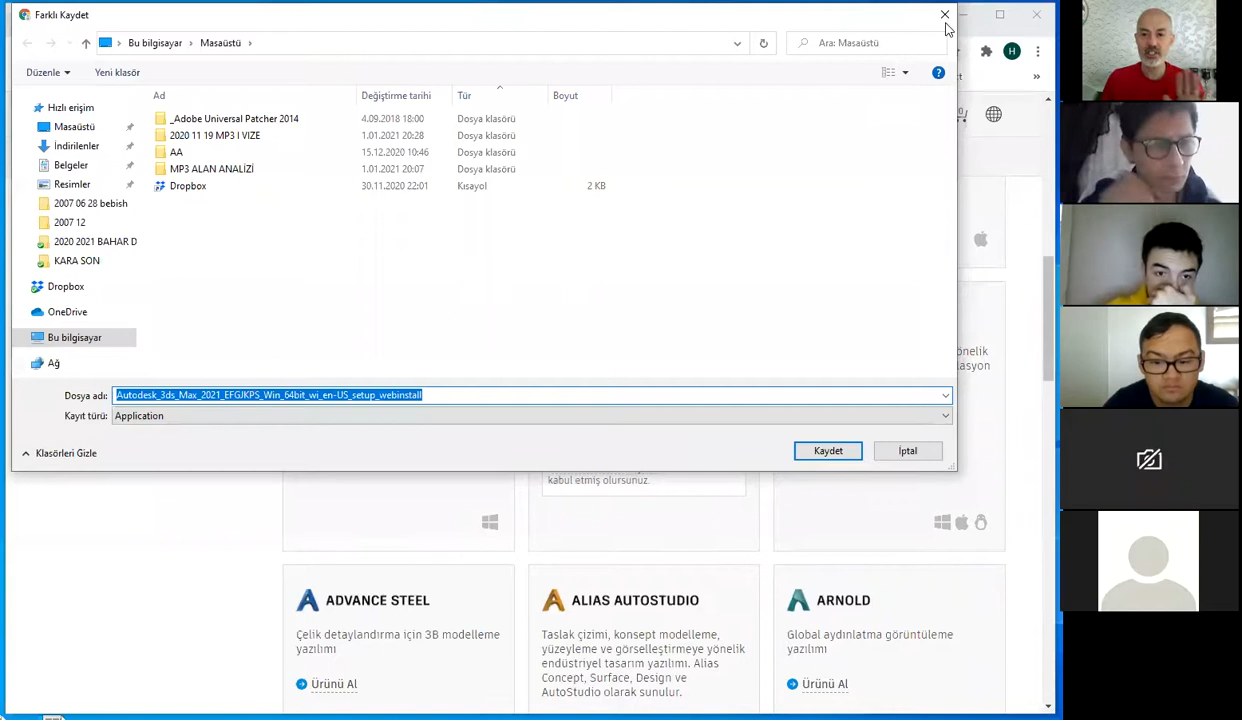 Farklı Kaydet
Bu bilgisayar > Masaüstü >
Ara: Masaüstü
Düzenle
Yeni klasör
Hızlı erişim
Masaüstü
İndirilenler
Belgeler
Resimler
2007 06 28 bebish
2007 12
2020 2021 BAHAR D
KARA SON
Dropbox
OneDrive
Bu bilgisayar
Ağ
Ad Değiştirme tarihi Tür Boyut
_Adobe Universal Patcher 2014 4.09.2018 18:00 Dosya klasörü
2020 11 19 MP3 I VIZE 1.01.2021 20:28 Dosya klasörü
AA 15.12.2020 10:46 Dosya klasörü
MP3 ALAN ANALİZİ 1.01.2021 20:07 Dosya klasörü
Dropbox 30.11.2020 22:01 Kısayol 2 KB
Dosya adı: Autodesk_3ds_Max_2021_EFGJKPS_Win_64bit_wi_en-US_setup_webinstall
Kayıt türü: Application
Klasörleri Gizle
Kaydet
İptal
H
yönelik
kabul etmiş olursunuz.
ADVANCE STEEL
Çelik detaylandırma için 3B modelleme
yazılımı
Ürünü Al
ALIAS AUTOSTUDIO
Taslak çizimi, konsept modelleme,
yüzeyleme ve görselleştirmeye yönelik
endüstriyel tasarım yazılımı. Alias
Concept, Surface, Design ve
AutoStudio olarak sunulur.
ARNOLD
Global aydınlatma görüntüleme
yazılımı
Ürünü Al